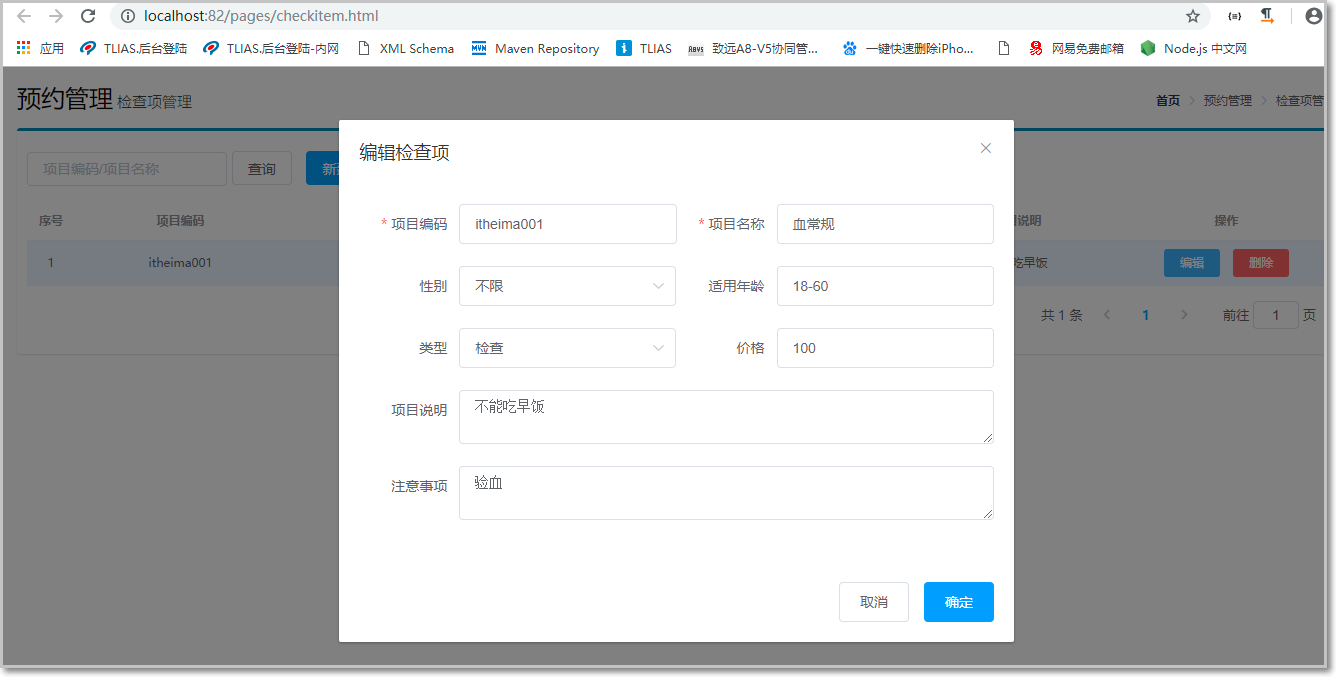 localhost:82/pages/checkitem.html
应用 TLIAS.后台登陆 TLIAS.后台登陆-内网 XML Schema MVN Maven Repository TLIAS 致远A8-V5协同管... 一键快速删除iPho... 网易免费邮箱 Node.js 中文网
预约管理 检查项管理
首页 > 预约管理 > 检查项管
编辑检查项
项目编码/项目名称 查询
序号 项目编码 说明 操作
1 itheima001 吃早饭 编辑 删除
共 1 条 < 1 > 前往 1 页
* 项目编码 itheima001 * 项目名称 血常规
性别 不限 适用年龄 18-60
类型 检查 价格 100
项目说明 不能吃早饭
注意事项 验血
取消 确定